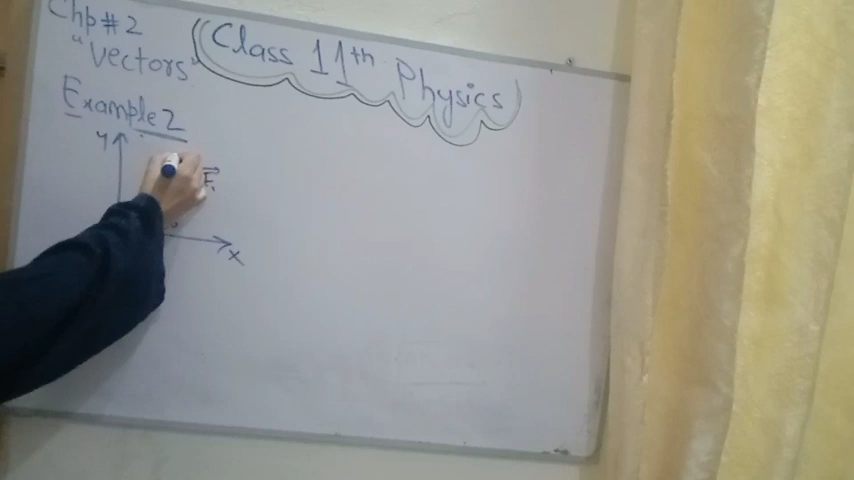 Chp#2
"Vectors"
Class 11th Physics
Example 2
y
x